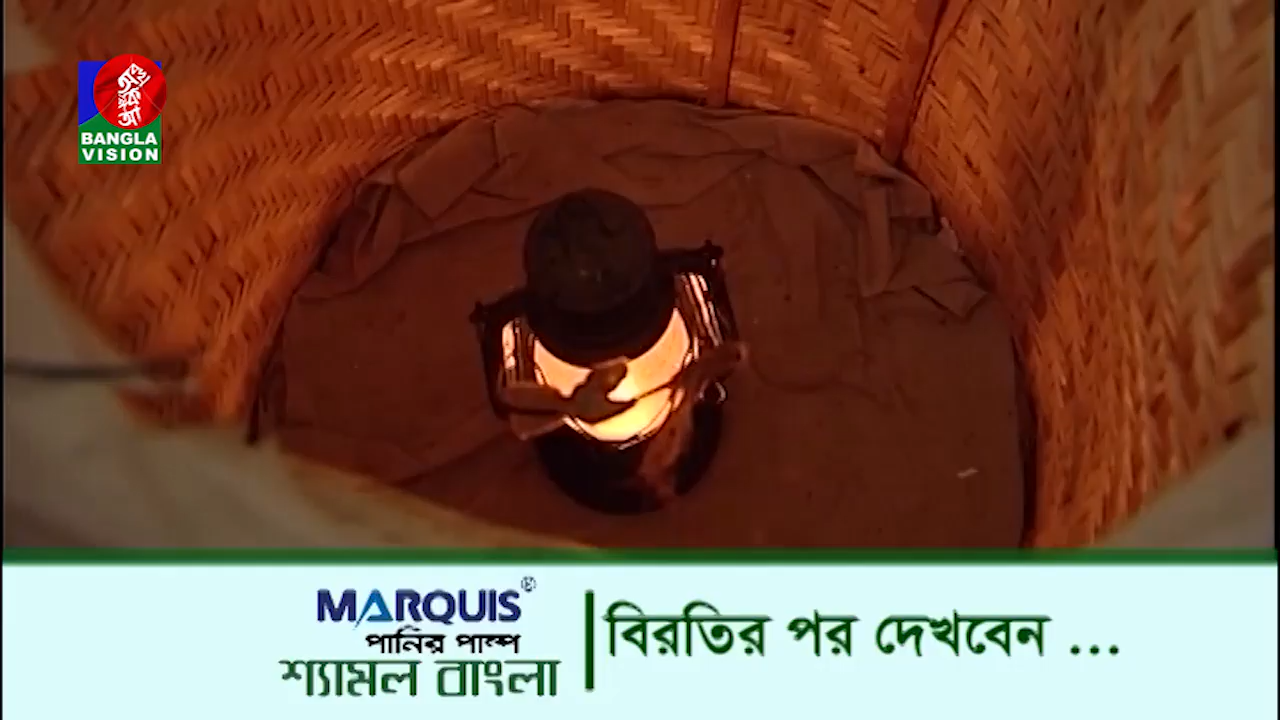 BANGLA
VISION
MARQUIS®
পানির পাম্প
শ্যামল বাংলা
বিরতির পর দেখবেন ...